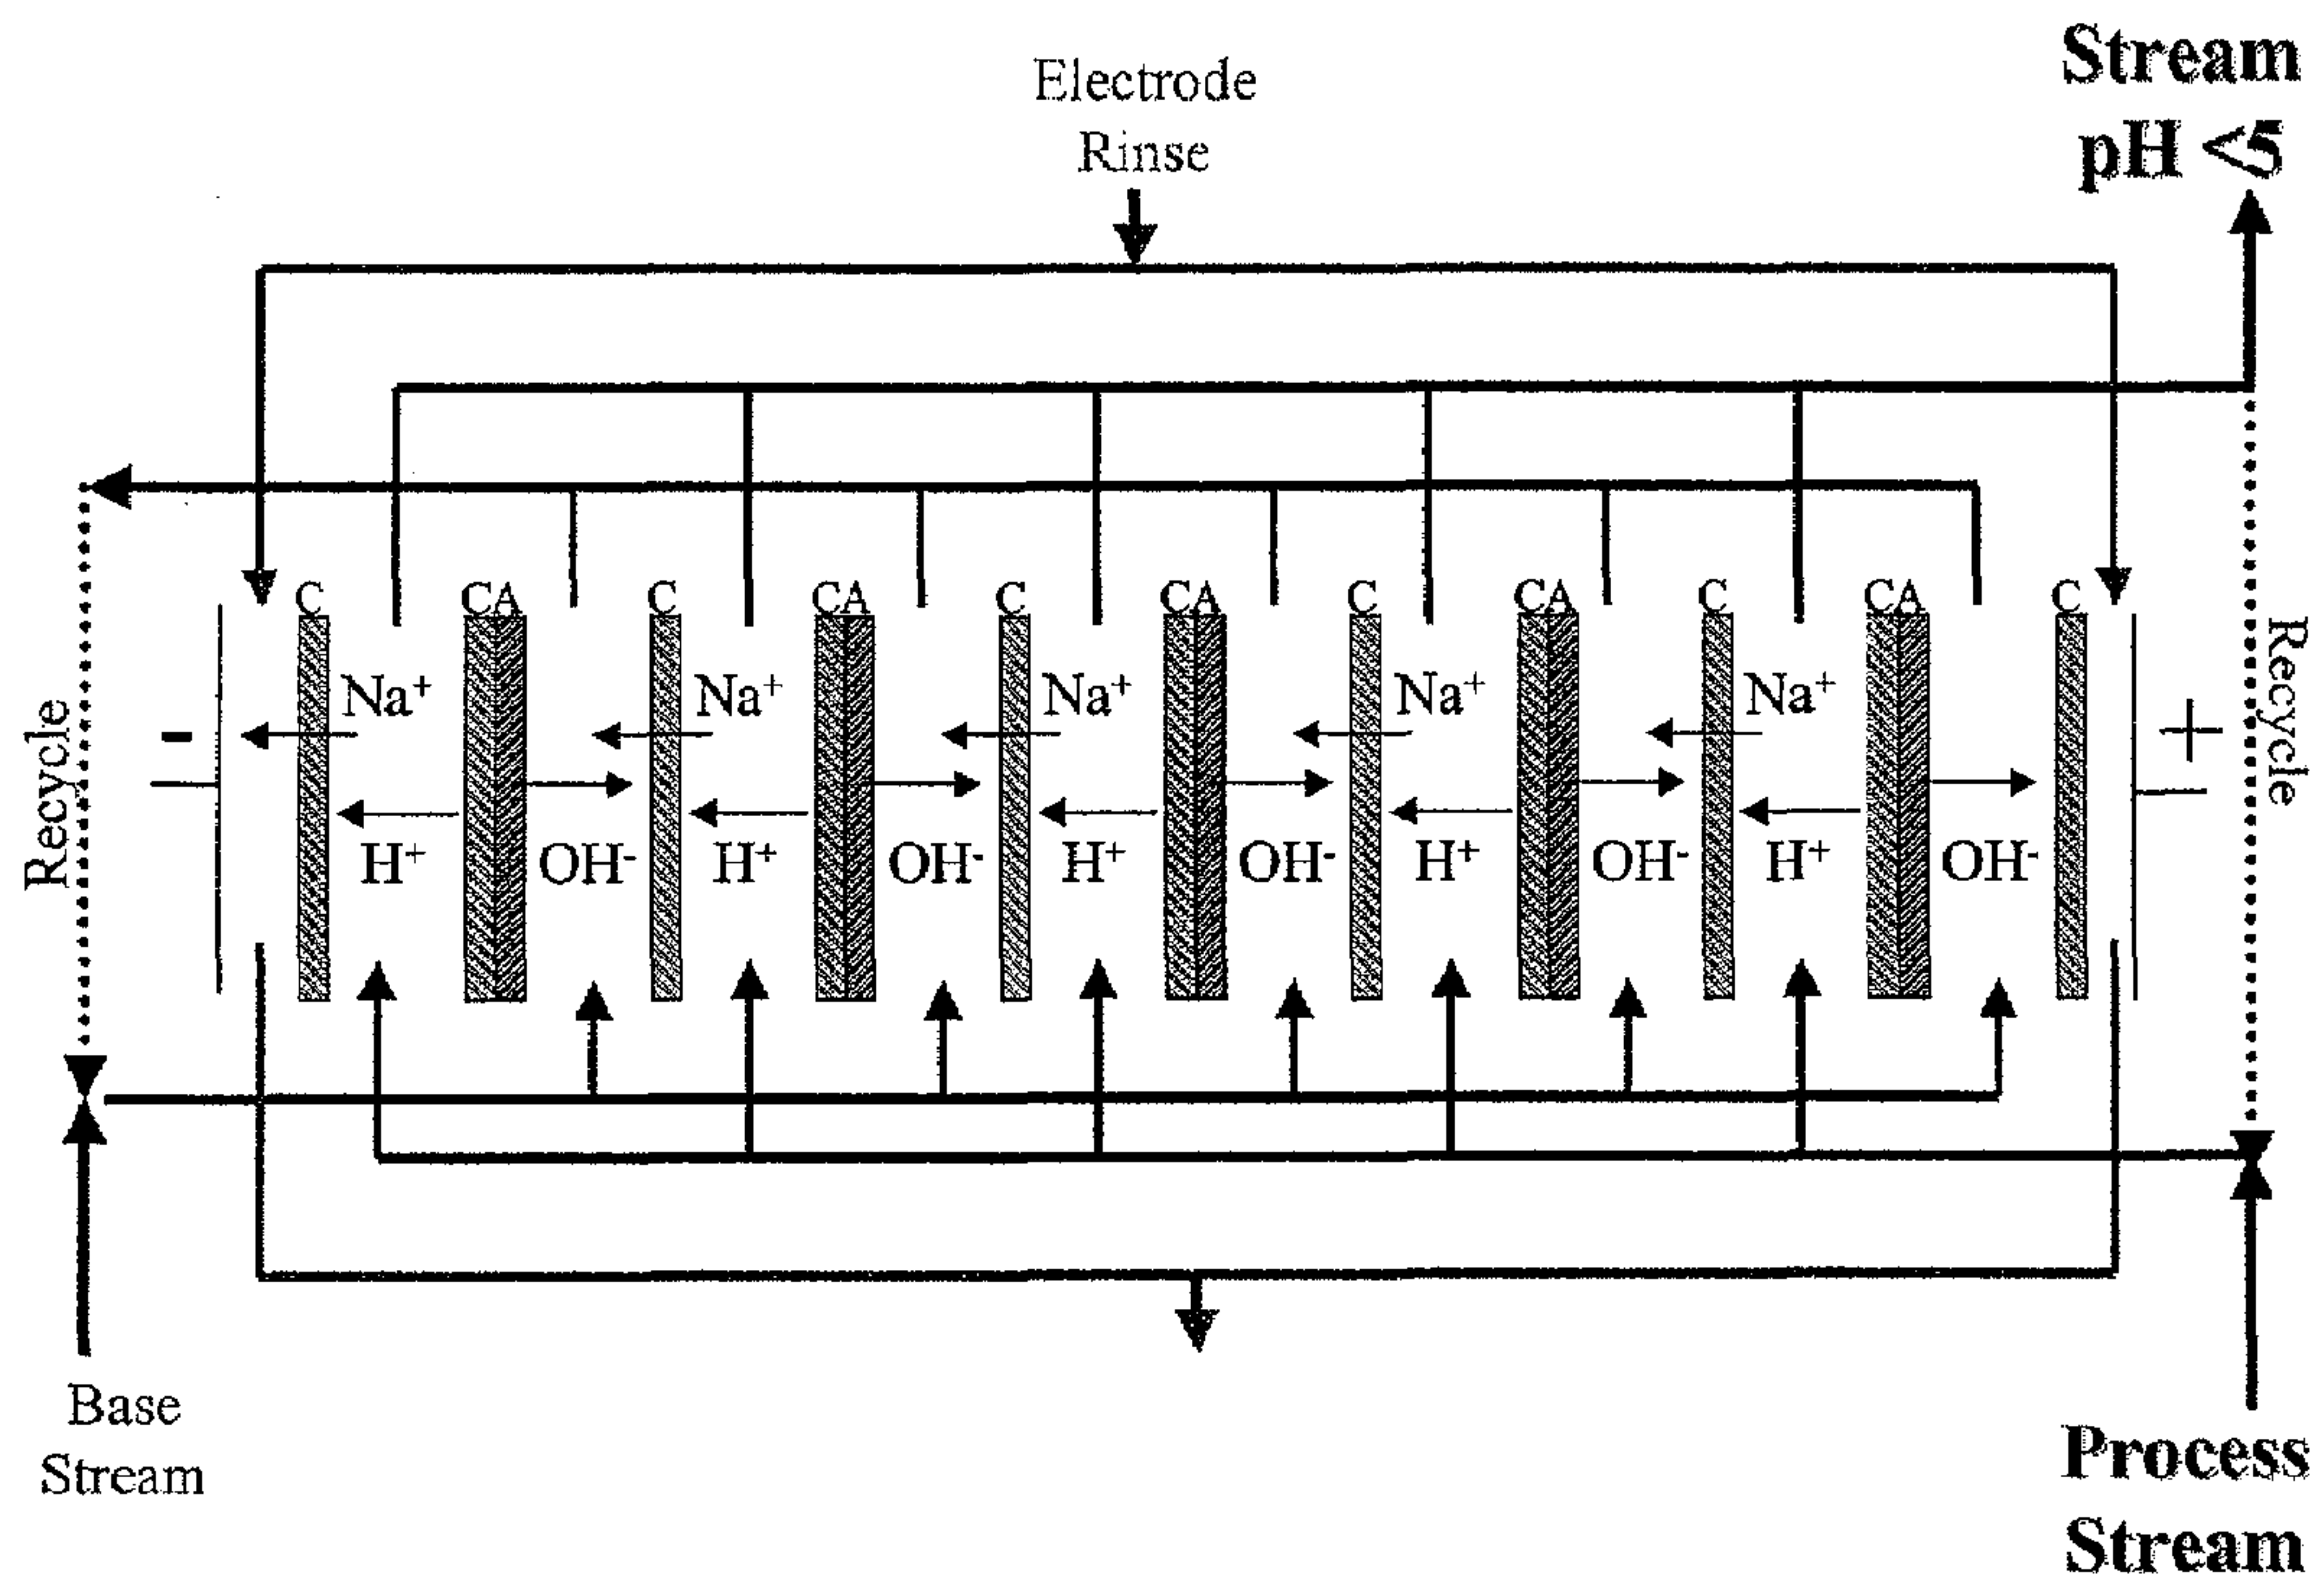 Stream
pH <5
Electrode
Rinse
C CA C CA C CA C CA C CA C
Na+ Na+ Na+ Na+ Na+
- +
H+ OH- H+ OH- H+ OH- H+ OH- H+ OH-
Recycle
Recycle
Base
Stream
Process
Stream